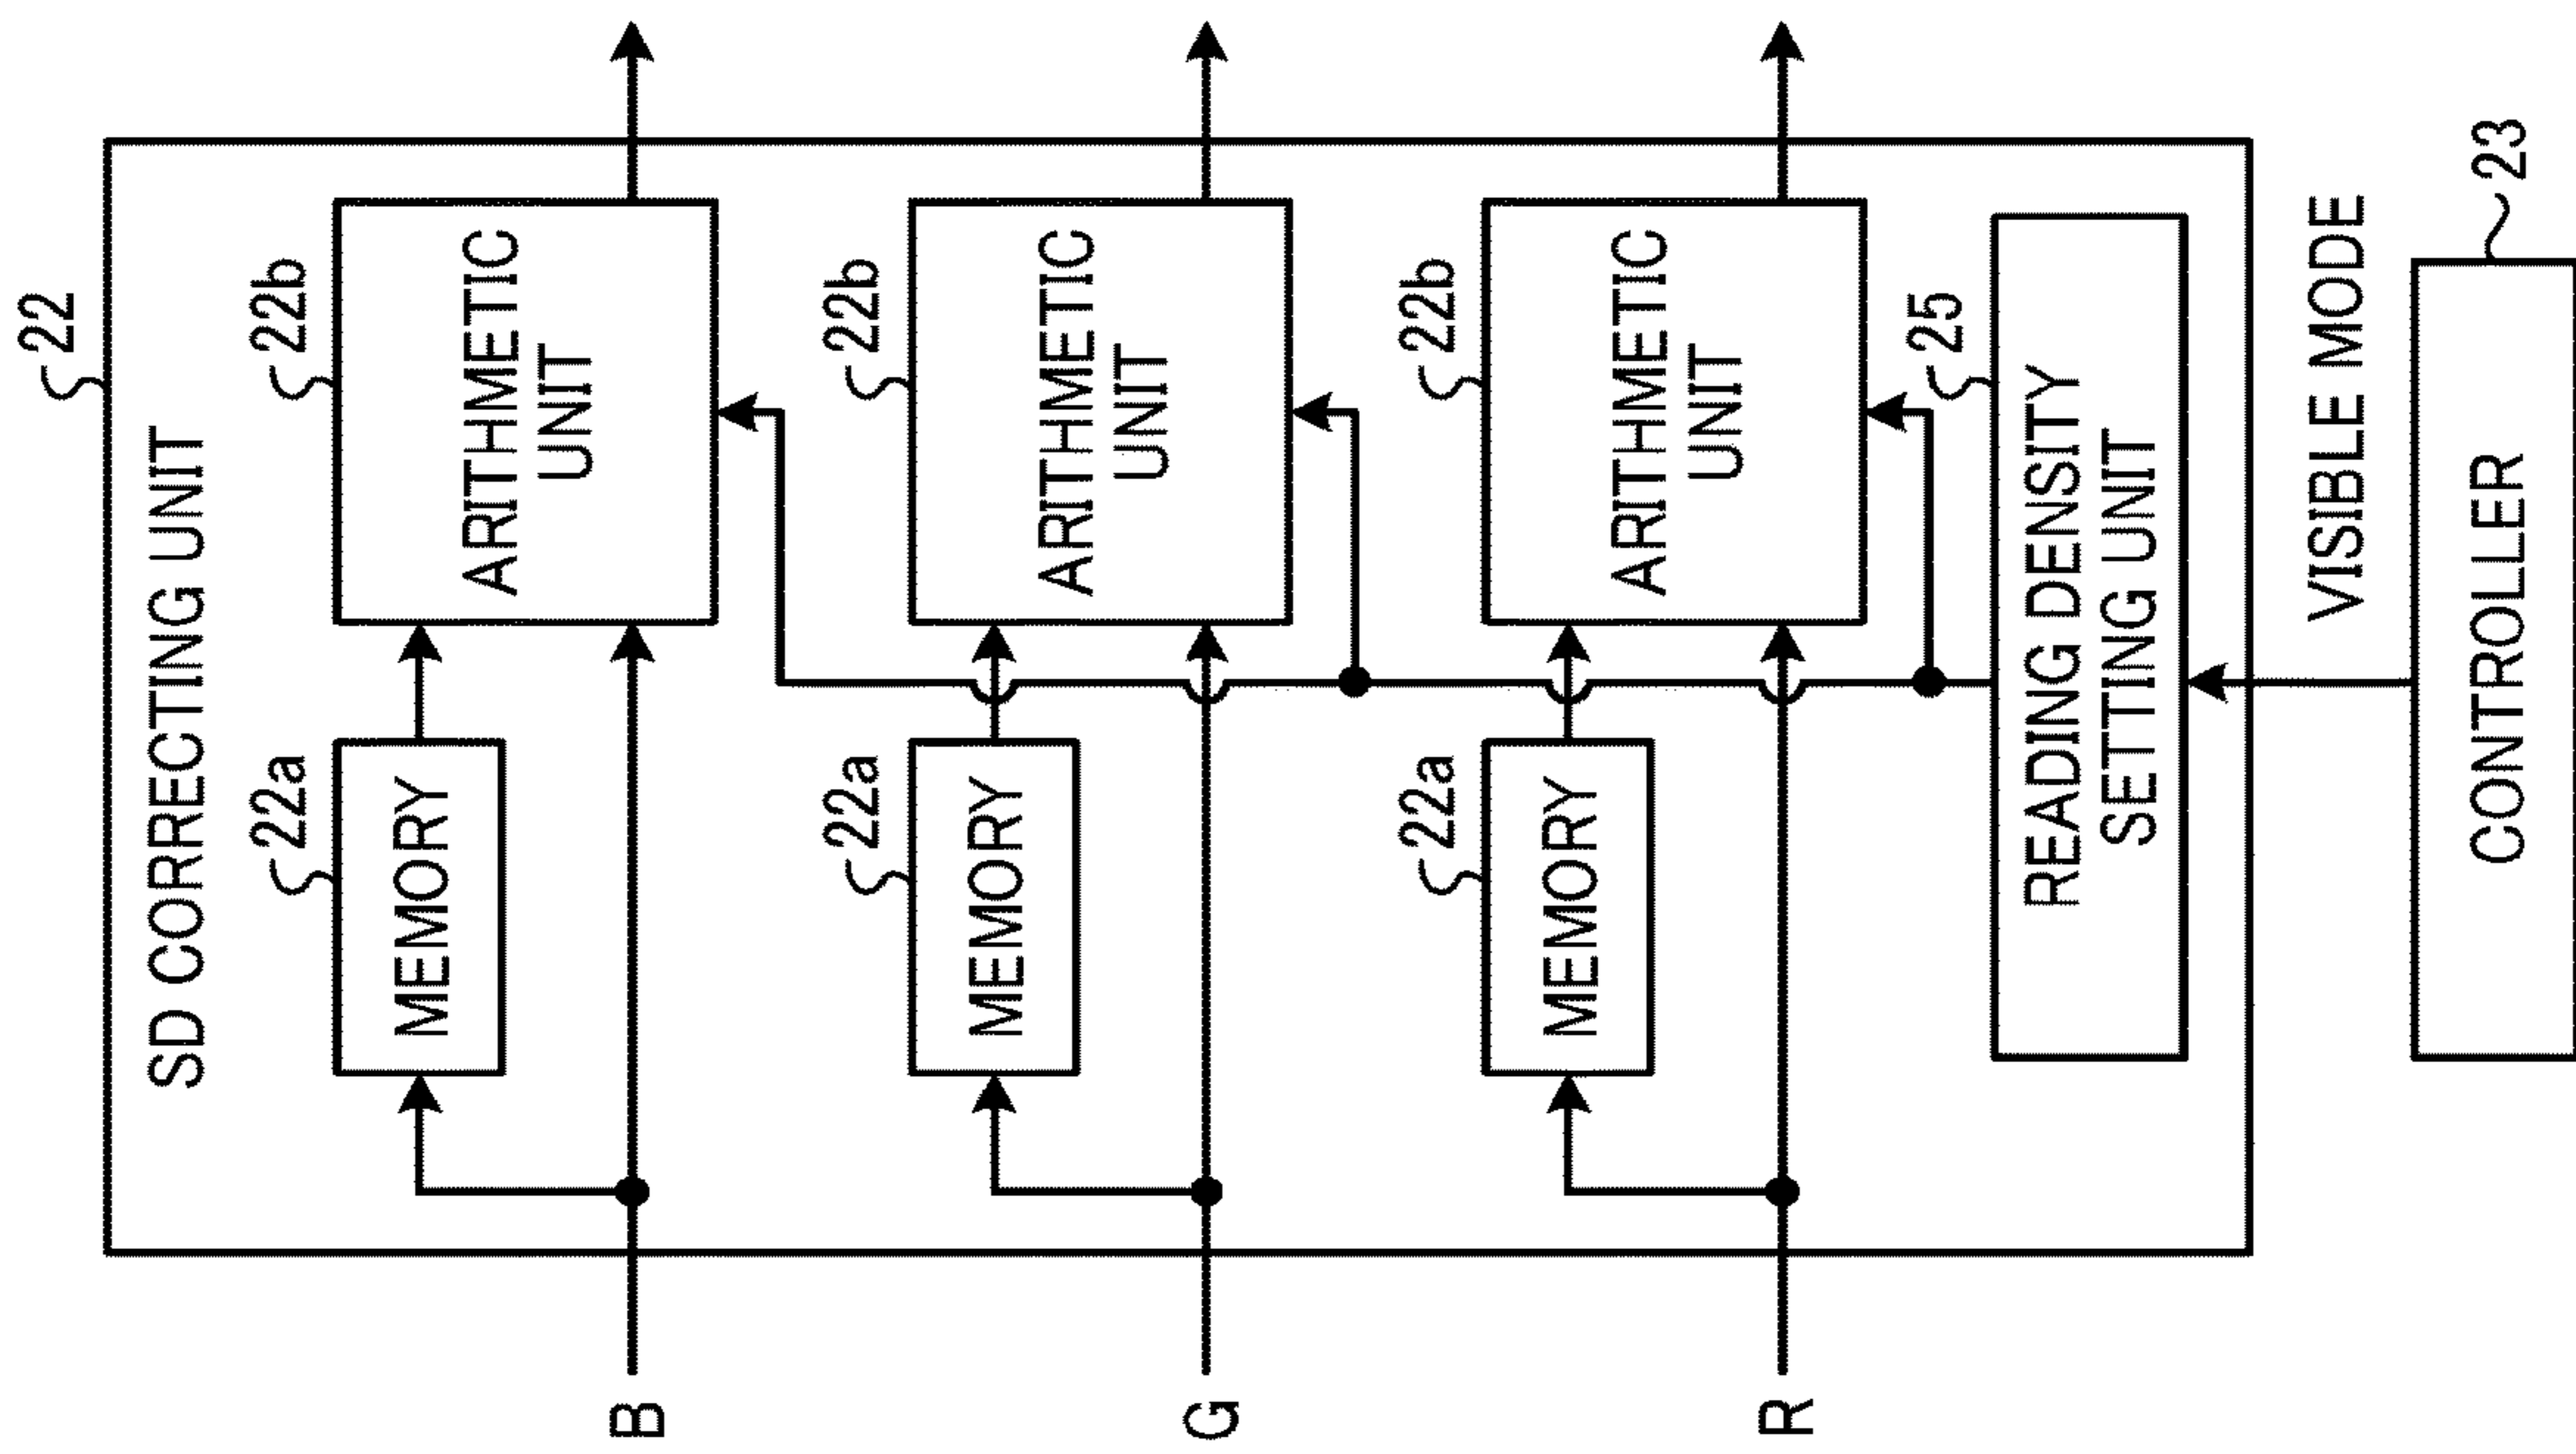 22
SD CORRECTING UNIT
22a
22b
MEMORY
ARITHMETIC
UNIT
B
22a
22b
MEMORY
ARITHMETIC
UNIT
G
22a
22b
MEMORY
ARITHMETIC
UNIT
R
25
READING DENSITY
SETTING UNIT
VISIBLE MODE
23
CONTROLLER